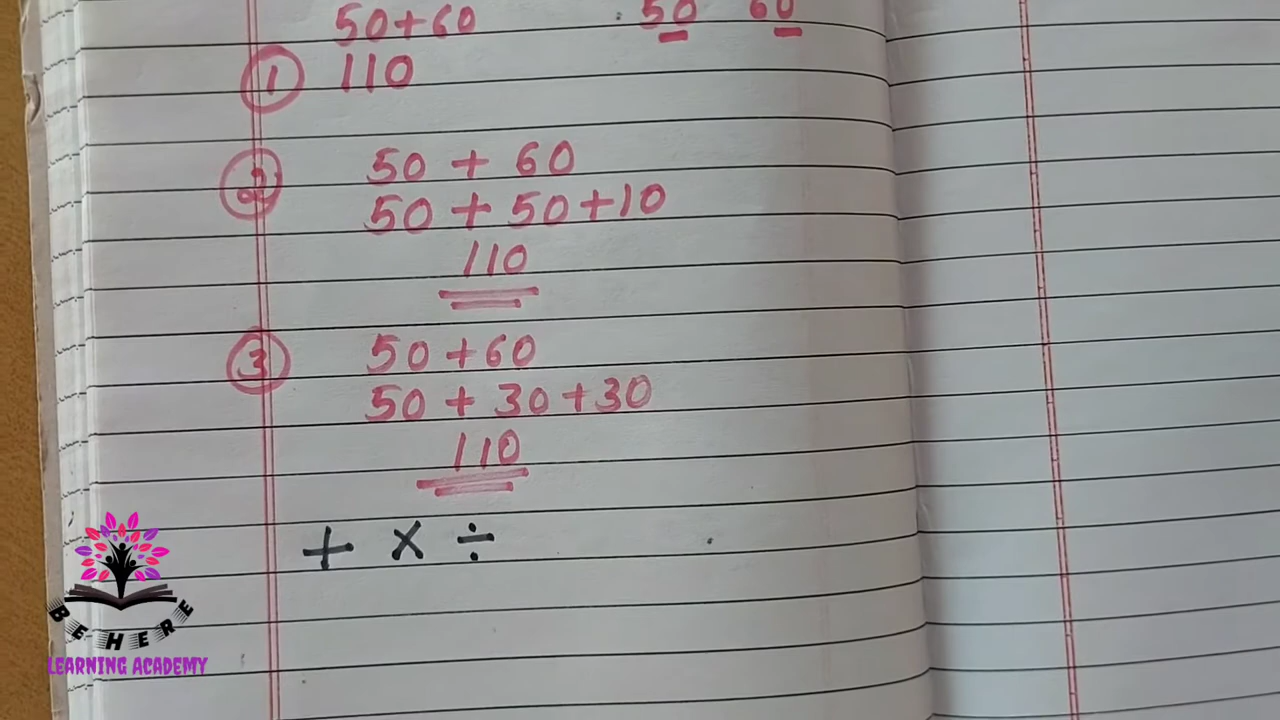 50+60 50 60
① 110
② 50 + 60
50 + 50 + 10
110
③ 50 + 60
50 + 30 + 30
110
+ × ÷
BE HERE
LEARNING ACADEMY